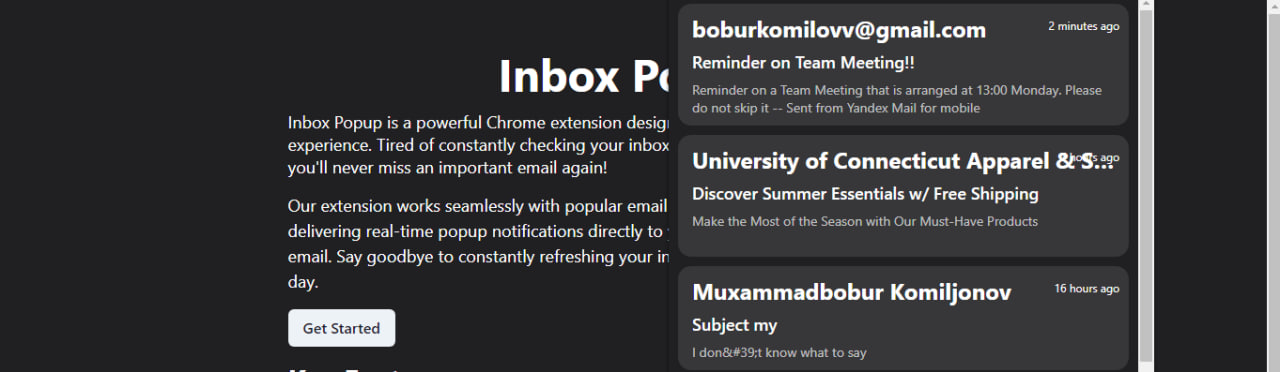 Inbox Po
Inbox Popup is a powerful Chrome extension design
experience. Tired of constantly checking your inbox
you'll never miss an important email again!
Our extension works seamlessly with popular email
delivering real-time popup notifications directly to
email. Say goodbye to constantly refreshing your in
day.
Get Started
boburkomilovv@gmail.com
2 minutes ago
Reminder on Team Meeting!!
Reminder on a Team Meeting that is arranged at 13:00 Monday. Please
do not skip it -- Sent from Yandex Mail for mobile
University of Connecticut Apparel & S...
hours ago
Discover Summer Essentials w/ Free Shipping
Make the Most of the Season with Our Must-Have Products
Muxammadbobur Komiljonov
16 hours ago
Subject my
I don&#39;t know what to say